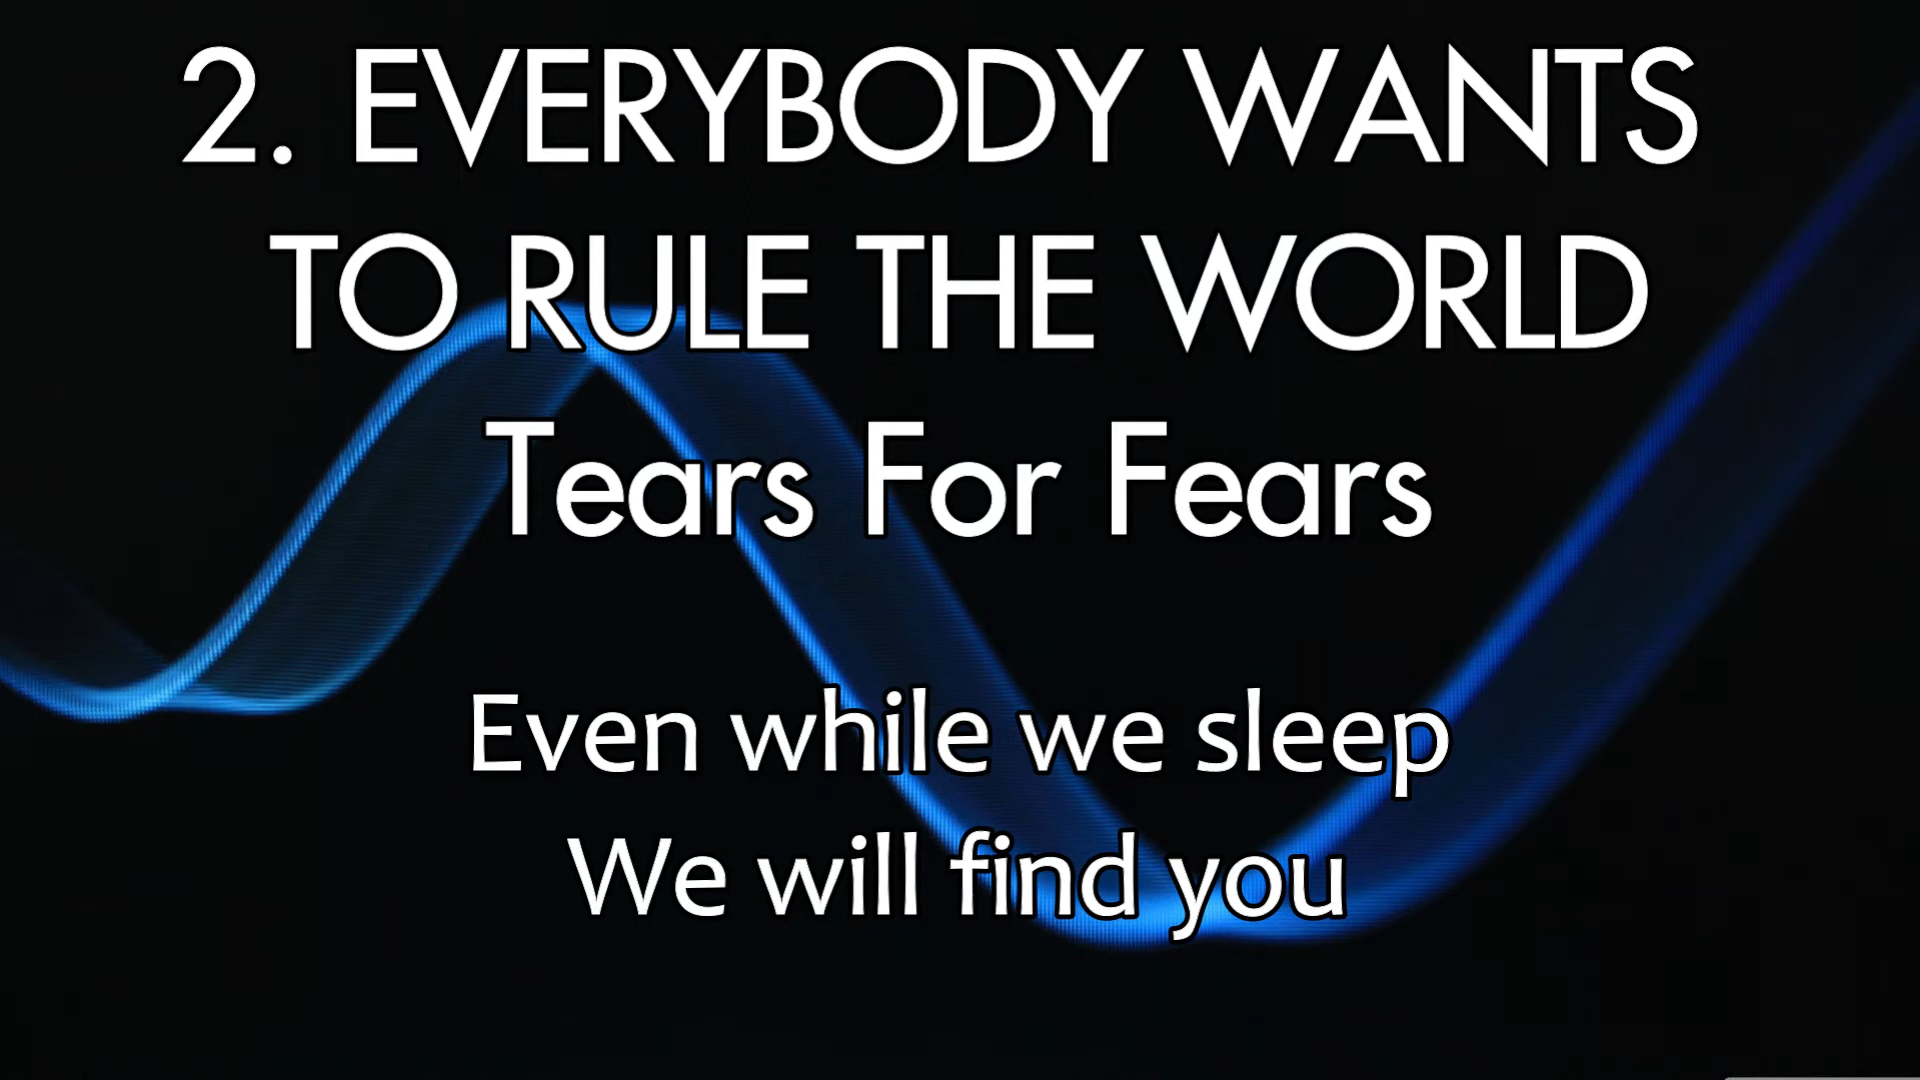 2. EVERYBODY WANTS
TO RULE THE WORLD
Tears For Fears
Even while we sleep
We will find you